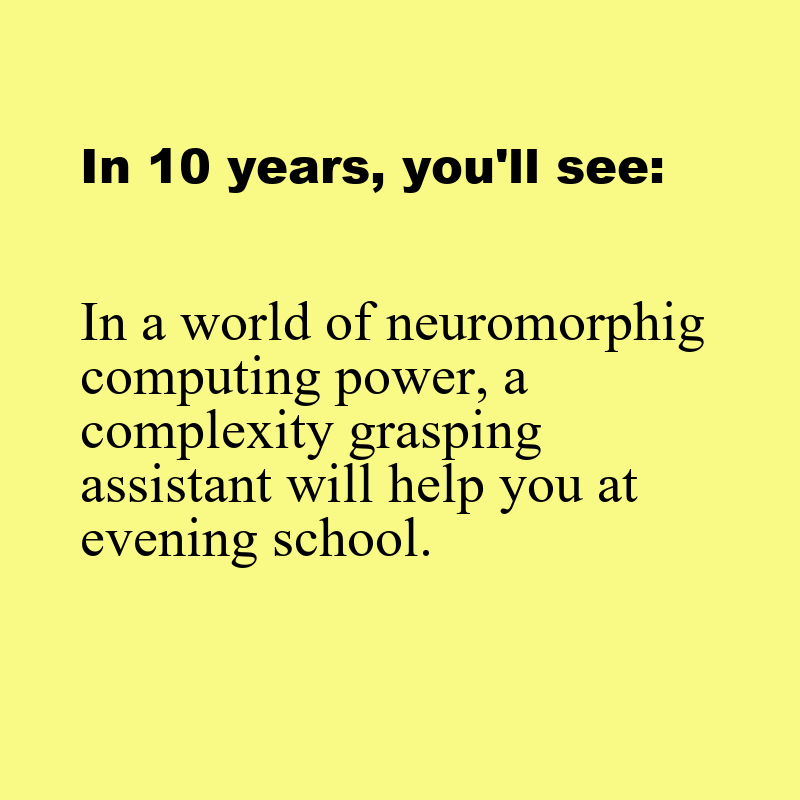 In 10 years, you'll see:
In a world of neuromorphig
computing power, a
complexity grasping
assistant will help you at
evening school.